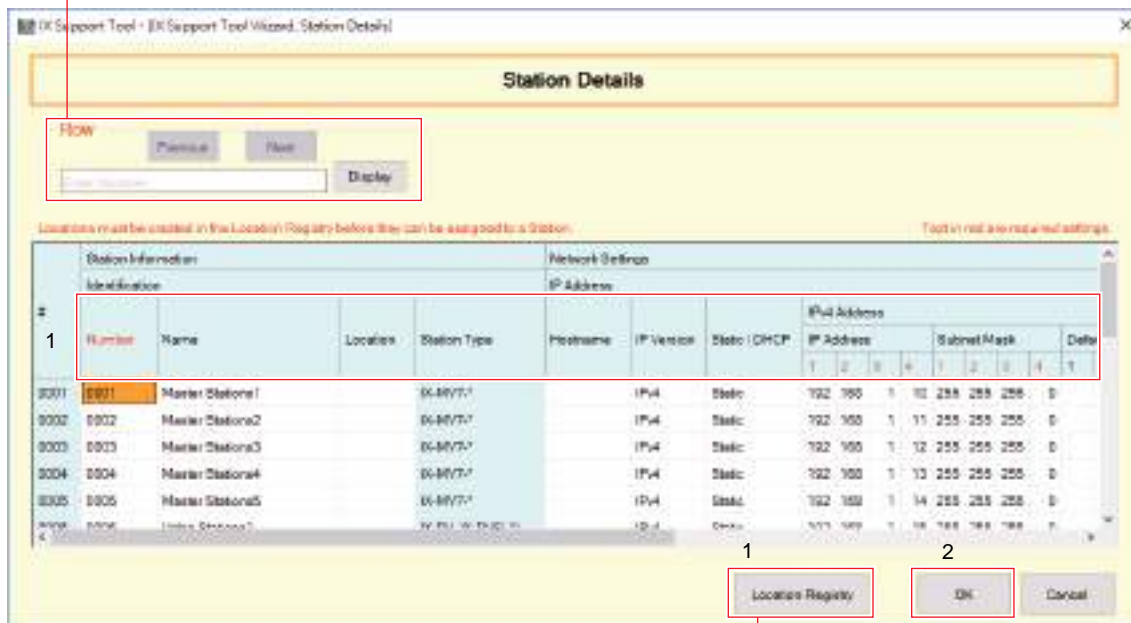 IX Support Tool - [IX Support Tool Wizard, Station Details]
Station Details
Row
Previous Next
Display
Locations must be created in the Location Registry before they can be assigned to a Station. Text in red are required settings.
Station Information Network Settings
Identification IP Address
# IPv4 Address
1 Number Name Location Station Type Hostname IP Version Static / DHCP IP Address Subnet Mask
1 2 3 4 1 2 3 4 1
0001 0001 Master Stations1 IX-MV7-* IPv4 Static 192 168 1 10 255 255 255 0
0002 0002 Master Stations2 IX-MV7-* IPv4 Static 192 168 1 11 255 255 255 0
0003 0003 Master Stations3 IX-MV7-* IPv4 Static 192 168 1 12 255 255 255 0
0004 0004 Master Stations4 IX-MV7-* IPv4 Static 192 168 1 13 255 255 255 0
0005 0005 Master Stations5 IX-MV7-* IPv4 Static 192 168 1 14 255 255 255 0
1 2
Location Registry OK Cancel